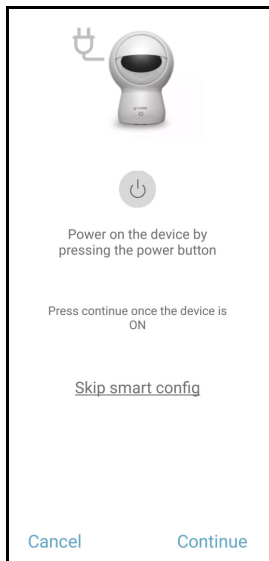 Power on the device by
pressing the power button
Press continue once the device is
ON
Skip smart config
Cancel
Continue